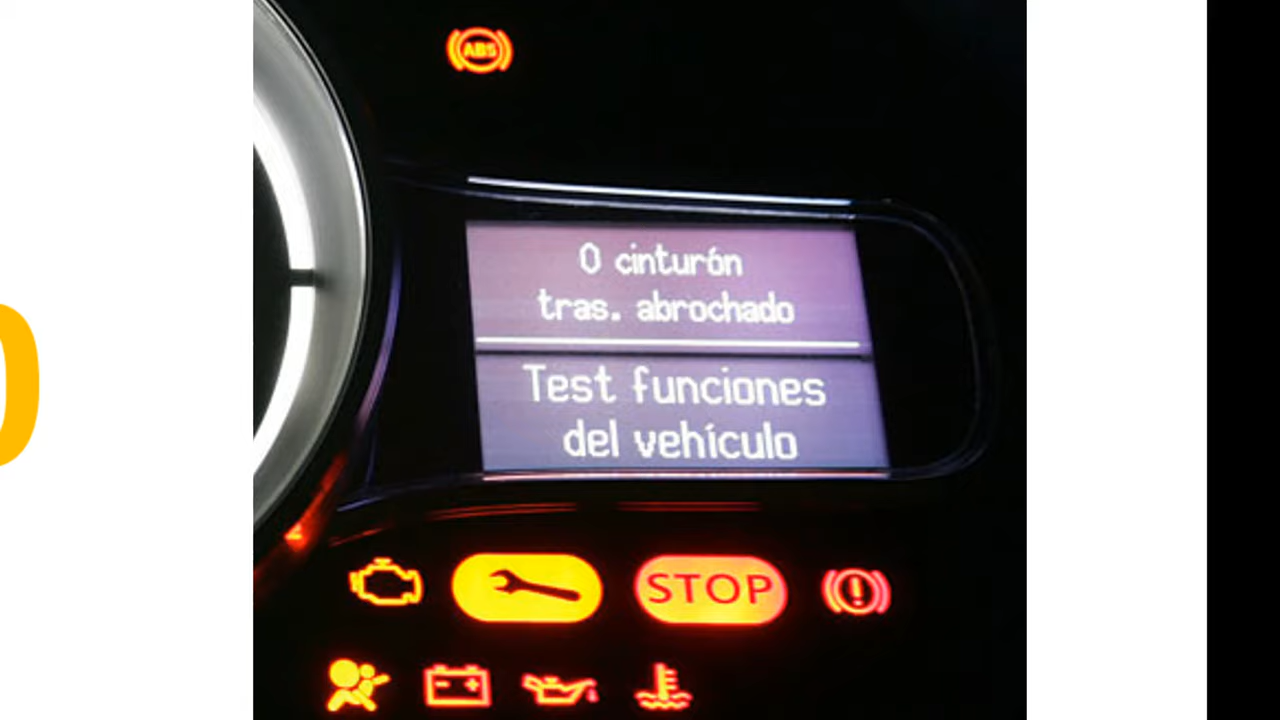 ABS
0 cinturón
tras. abrochado
Test funciones
del vehículo
STOP